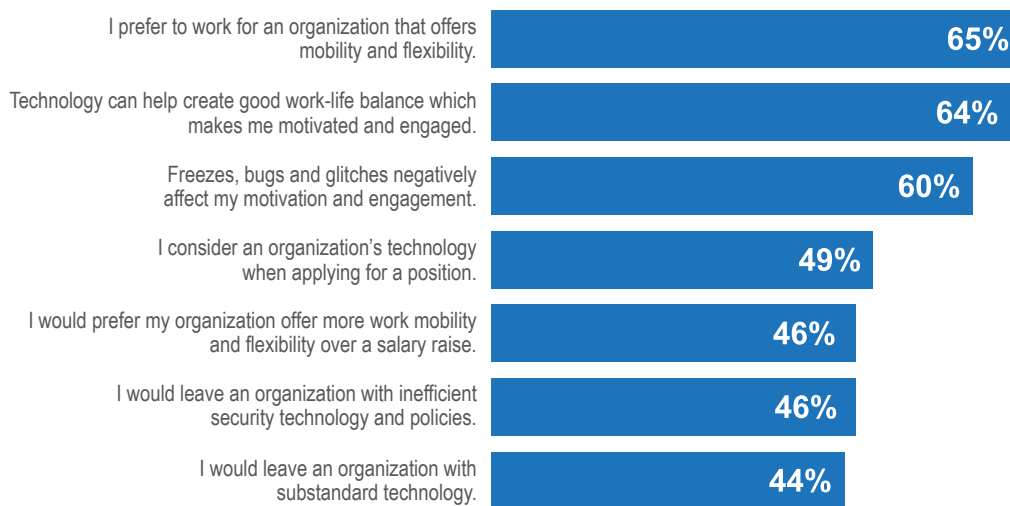 I prefer to work for an organization that offers
mobility and flexibility.
65%
Technology can help create good work-life balance which
makes me motivated and engaged.
64%
Freezes, bugs and glitches negatively
affect my motivation and engagement.
60%
I consider an organization’s technology
when applying for a position.
49%
I would prefer my organization offer more work mobility
and flexibility over a salary raise.
46%
I would leave an organization with inefficient
security technology and policies.
46%
I would leave an organization with
substandard technology.
44%